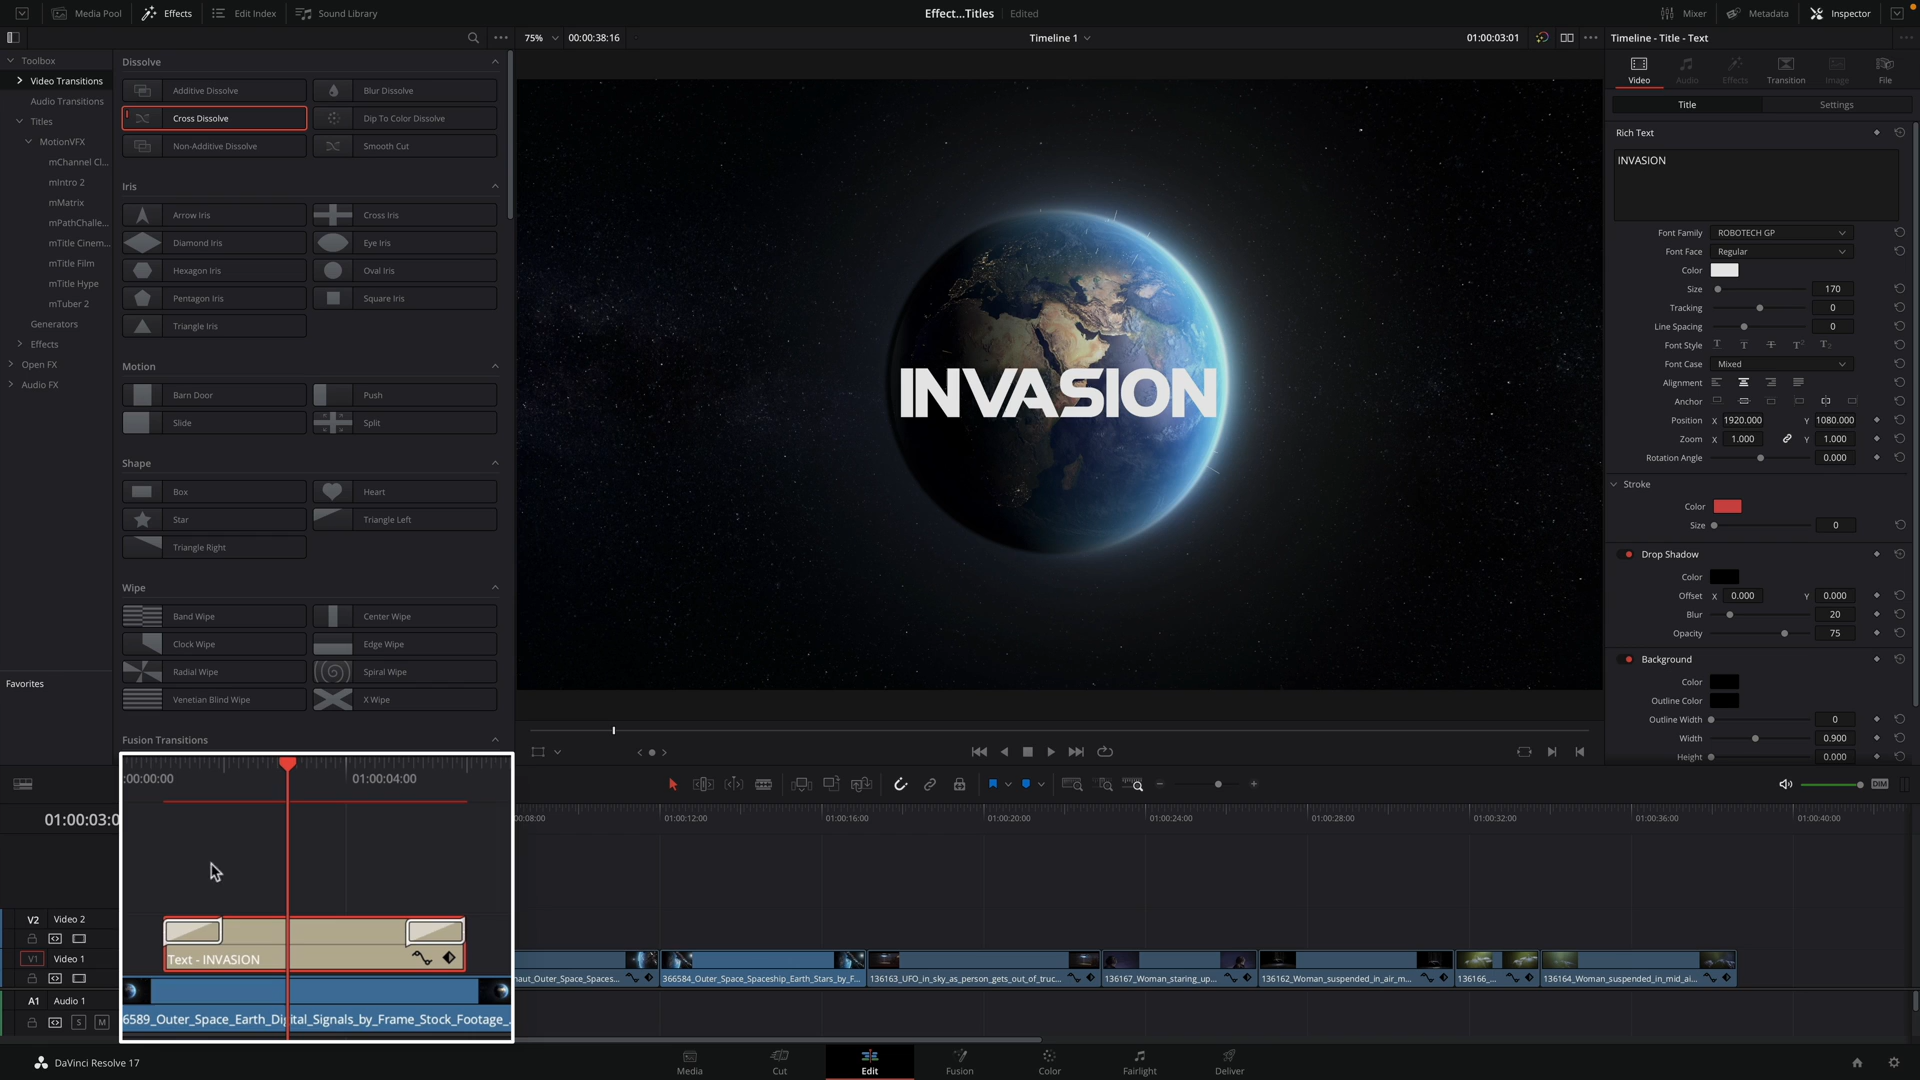 Media Pool
Effects
Edit Index
Sound Library
Effect...Titles
Edited
Mixer
Metadata
Inspector
75%
00:00:38:16
Timeline 1
01:00:03:01
Timeline - Title - Text
Toolbox
Video Transitions
Audio Transitions
Titles
MotionVFX
mChannel Cl...
mIntro 2
mMatrix
mPathChalle...
mTitle Cinem...
mTitle Film
mTitle Hype
mTuber 2
Generators
Effects
Open FX
Audio FX
Favorites
Dissolve
Additive Dissolve
Blur Dissolve
Cross Dissolve
Dip To Color Dissolve
Non-Additive Dissolve
Smooth Cut
Iris
Arrow Iris
Cross Iris
Diamond Iris
Eye Iris
Hexagon Iris
Oval Iris
Pentagon Iris
Square Iris
Triangle Iris
Motion
Barn Door
Push
Slide
Split
Shape
Box
Heart
Star
Triangle Left
Triangle Right
Wipe
Band Wipe
Center Wipe
Clock Wipe
Edge Wipe
Radial Wipe
Spiral Wipe
Venetian Blind Wipe
X Wipe
Fusion Transitions
INVASION
Video
Audio
Effects
Transition
Image
File
Title
Settings
Rich Text
INVASION
Font Family ROBOTECH GP
Font Face Regular
Color
Size 170
Tracking 0
Line Spacing 0
Font Style
Font Case Mixed
Alignment
Anchor
Position X 1920.000 Y 1080.000
Zoom X 1.000 Y 1.000
Rotation Angle 0.000
Stroke
Color
Size 0
Drop Shadow
Color
Offset X 0.000 Y 0.000
Blur 20
Opacity 75
Background
Color
Outline Color
Outline Width 0
Width 0.900
Height 0.000
DIM
:00:00:00
01:00:04:00
01:00:03:0
00:08:00
01:00:12:00
01:00:16:00
01:00:20:00
01:00:24:00
01:00:28:00
01:00:32:00
01:00:36:00
01:00:40:00
V2 Video 2
V1 Video 1
A1 Audio 1
S M
Text - INVASION
6589_Outer_Space_Earth_Digital_Signals_by_Frame_Stock_Footage_
aut_Outer_Space_Spaces...
366584_Outer_Space_Spaceship_Earth_Stars_by_F...
136163_UFO_in_sky_as_person_gets_out_of_truc...
136167_Woman_staring_up...
136162_Woman_suspended_in_air_m...
136166_...
136164_Woman_suspended_in_mid_ai...
DaVinci Resolve 17
Media
Cut
Edit
Fusion
Color
Fairlight
Deliver